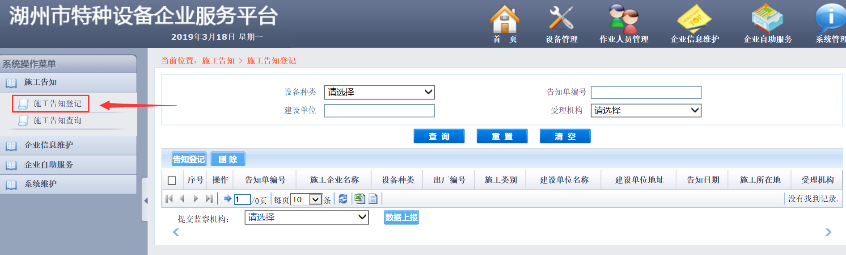 湖州市特种设备企业服务平台
2019年3月18日 星期一
首 页 设备管理 作业人员管理 企业信息维护 企业自助服务 系统管理
系统操作菜单
施工告知
施工告知登记
施工告知查询
企业信息维护
企业自助服务
系统维护
当前位置：施工告知 > 施工告知登记
设备种类 请选择 告知单编号
建设单位 受理机构 请选择
查 询 重 置 清 空
告知登记 删 除
序号 操作 告知单编号 施工企业名称 设备种类 出厂编号 施工类别 建设单位名称 建设单位地址 告知日期 施工所在地 受理机构
1 /0页 每页 10 条 没有找到记录.
提交监察机构： 请选择 数据上报